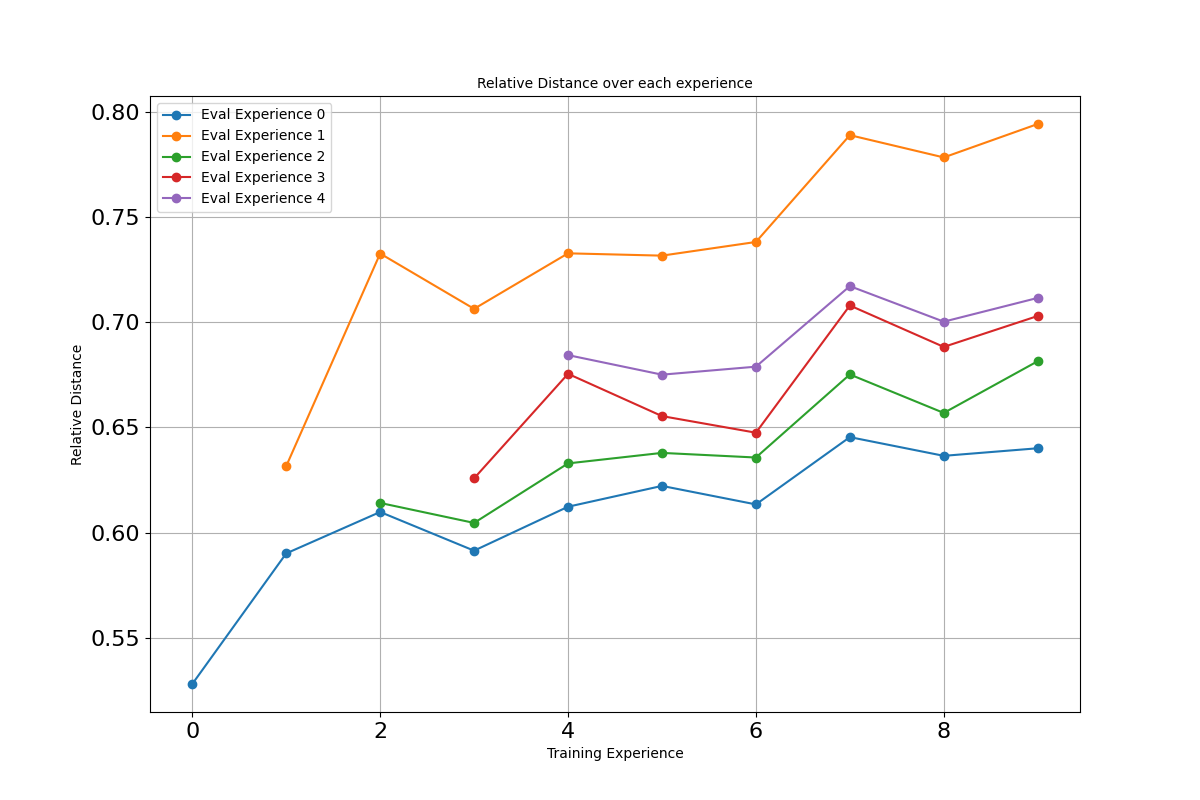 Relative Distance over each experience
Eval Experience 0
Eval Experience 1
Eval Experience 2
Eval Experience 3
Eval Experience 4
0.80
0.75
0.70
0.65
0.60
0.55
Relative Distance
0 2 4 6 8
Training Experience